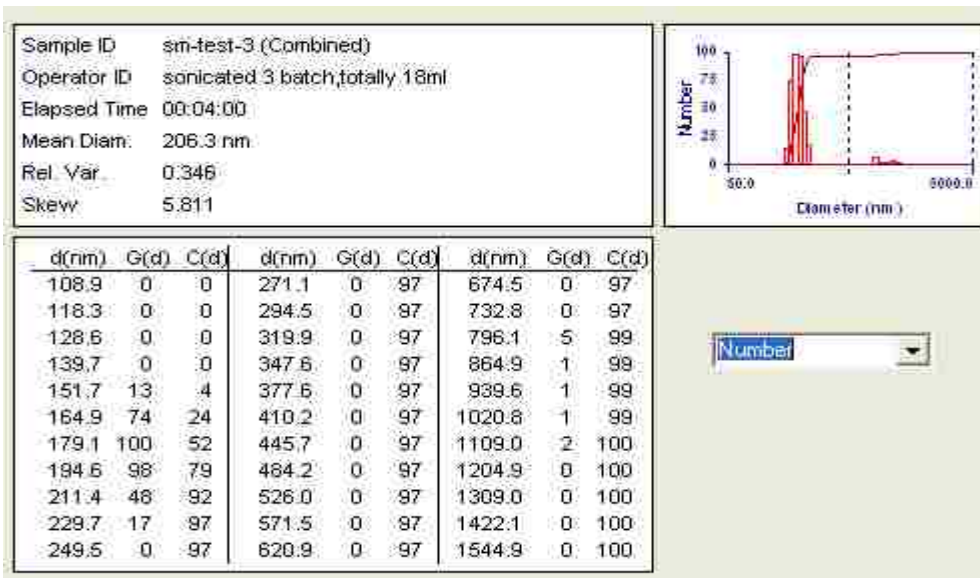 Sample ID sm-test-3 (Combined)
Operator ID sonicated 3 batch,totally 18ml
Elapsed Time 00:04:00
Mean Diam. 206.3 nm
Rel. Var. 0.346
Skew 5.811
100
75
50
25
0
Number
50.0 5000.0
Diameter (nm)
d(nm) G(d) C(d) d(nm) G(d) C(d) d(nm) G(d) C(d)
108.9 0 0 271.1 0 97 674.5 0 97
118.3 0 0 294.5 0 97 732.8 0 97
128.6 0 0 319.9 0 97 796.1 5 99
139.7 0 0 347.6 0 97 864.9 1 99
151.7 13 4 377.6 0 97 939.6 1 99
164.9 74 24 410.2 0 97 1020.8 1 99
179.1 100 52 445.7 0 97 1109.0 2 100
194.6 98 79 484.2 0 97 1204.9 0 100
211.4 48 92 526.0 0 97 1309.0 0 100
229.7 17 97 571.5 0 97 1422.1 0 100
249.5 0 97 620.9 0 97 1544.9 0 100
Number